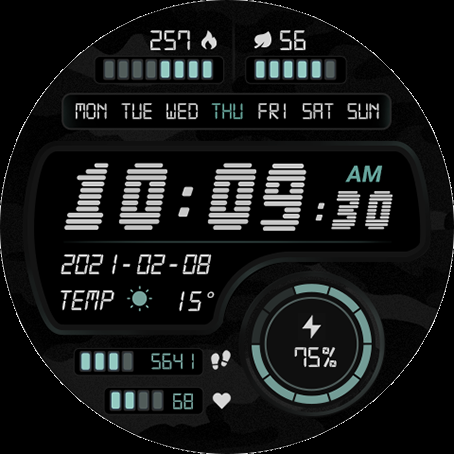 257 56
MON TUE WED THU FRI SAT SUN
10:09:30 AM
2021-02-08
TEMP 15°
75%
5641
68